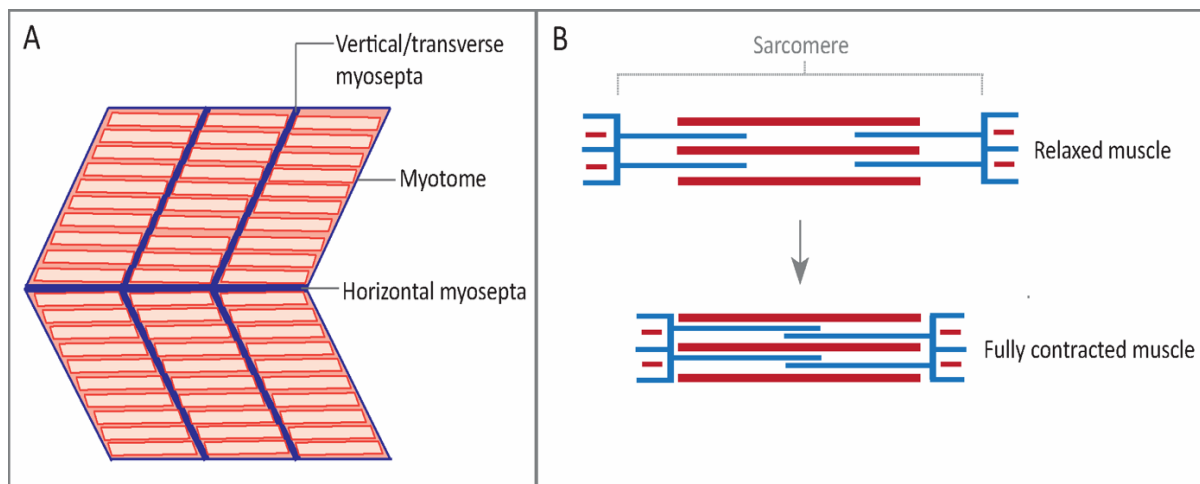 A
Vertical/transverse
myosepta
Myotome
Horizontal myosepta
B
Sarcomere
Relaxed muscle
Fully contracted muscle